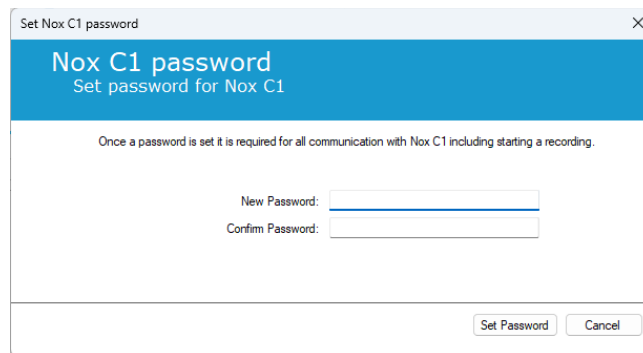 Set Nox C1 password
Nox C1 password
Set password for Nox C1
Once a password is set it is required for all communication with Nox C1 including starting a recording.
New Password:
Confirm Password:
Set Password Cancel